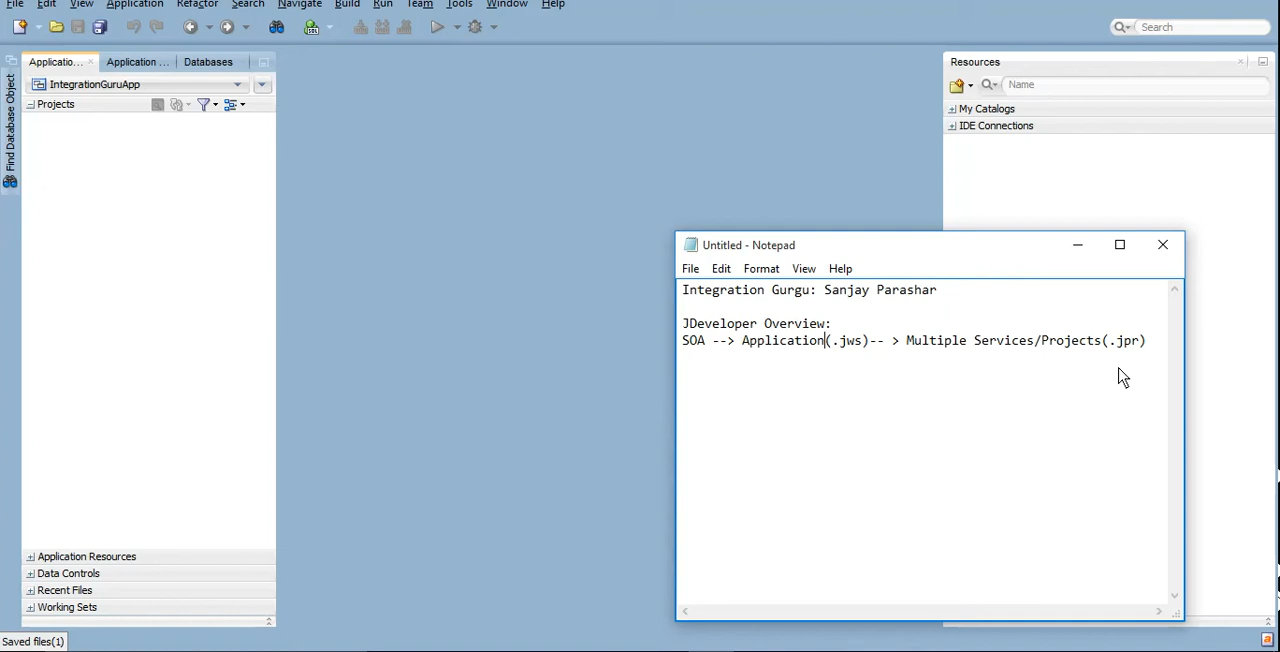 File Edit View Application Refactor Search Navigate Build Run Team Tools Window Help
SQL
Search
Find Database Object
Applicatio... × Application ... Databases
IntegrationGuruApp
Projects
Application Resources
Data Controls
Recent Files
Working Sets
Resources
Name
My Catalogs
IDE Connections
Untitled - Notepad
File Edit Format View Help
Integration Gurgu: Sanjay Parashar
JDeveloper Overview:
SOA --> Application(.jws)-- > Multiple Services/Projects(.jpr)
Saved files(1)